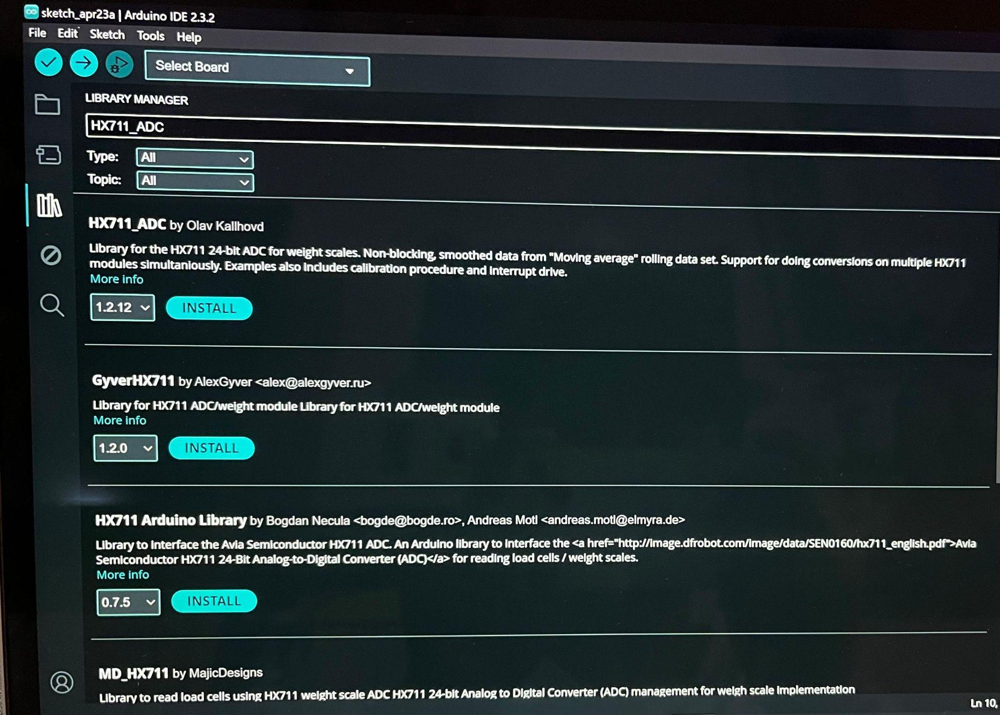 sketch_apr23a | Arduino IDE 2.3.2
File Edit Sketch Tools Help
Select Board
LIBRARY MANAGER
HX711_ADC
Type: All
Topic: All
HX711_ADC by Olav Kallhovd
Library for the HX711 24-bit ADC for weight scales. Non-blocking, smoothed data from "Moving average" rolling data set. Support for doing conversions on multiple HX711
modules simultaniously. Examples also includes calibration procedure and interrupt drive.
More info
1.2.12 INSTALL
GyverHX711 by AlexGyver <alex@alexgyver.ru>
Library for HX711 ADC/weight module Library for HX711 ADC/weight module
More info
1.2.0 INSTALL
HX711 Arduino Library by Bogdan Necula <bogde@bogde.ro>, Andreas Motl <andreas.motl@elmyra.de>
Library to interface the Avia Semiconductor HX711 ADC. An Arduino library to interface the <a href="http://image.dfrobot.com/image/data/SEN0160/hx711_english.pdf">Avia
Semiconductor HX711 24-Bit Analog-to-Digital Converter (ADC)</a> for reading load cells / weight scales.
More info
0.7.5 INSTALL
MD_HX711 by MajicDesigns
Library to read load cells using HX711 weight scale ADC HX711 24-bit Analog to Digital Converter (ADC) management for weigh scale implementation
Ln 10,